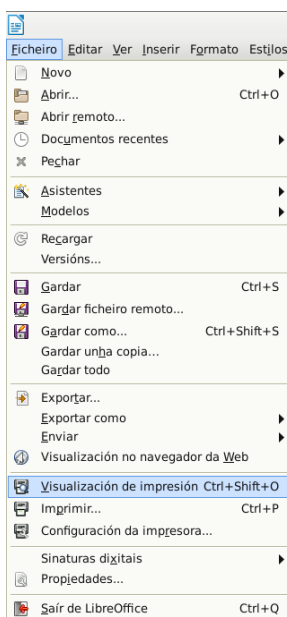 Ficheiro Editar Ver Inserir Formato Estilos
Novo
Abrir... Ctrl+O
Abrir remoto...
Documentos recentes
Pechar
Asistentes
Modelos
Recargar
Versións...
Gardar Ctrl+S
Gardar ficheiro remoto...
Gardar como... Ctrl+Shift+S
Gardar unha copia...
Gardar todo
Exportar...
Exportar como
Enviar
Visualización no navegador da Web
Visualización de impresión Ctrl+Shift+O
Imprimir... Ctrl+P
Configuración da impresora...
Sinaturas dixitais
Propiedades...
Saír de LibreOffice Ctrl+Q